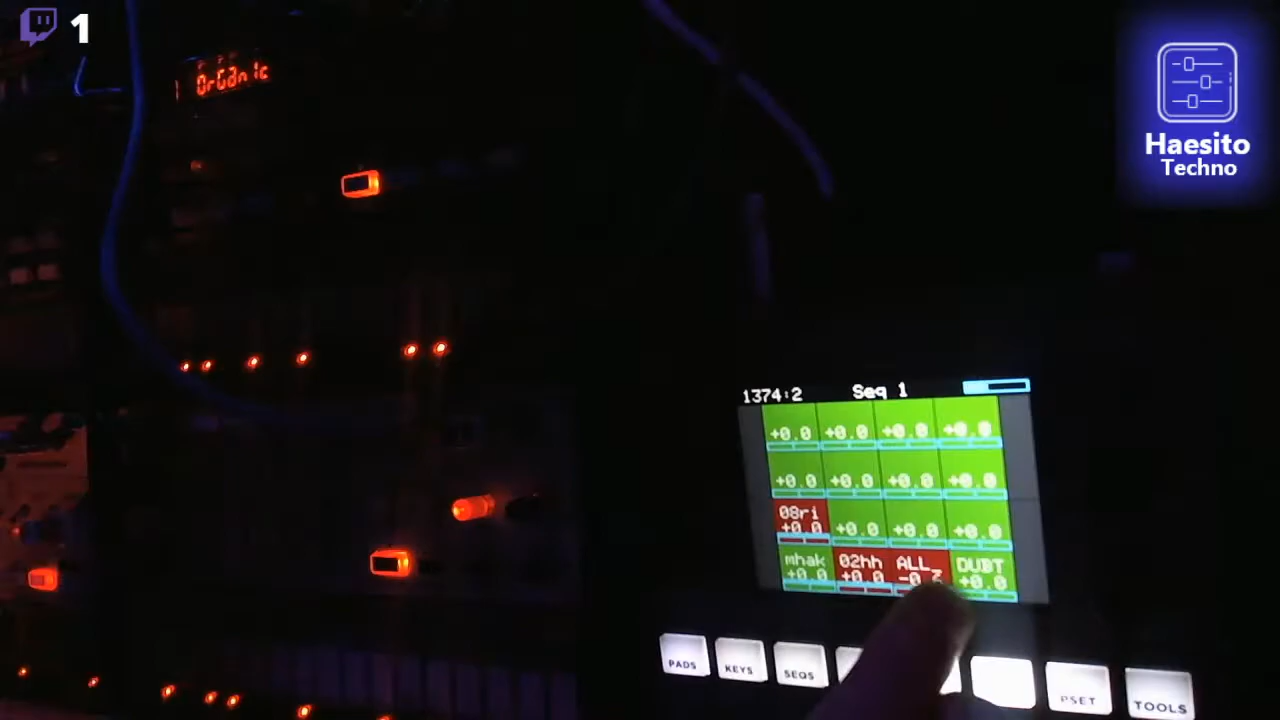 1
OrGan1c
Haesito
Techno
1374:2 Seq 1
+0.0 +0.0 +0.0 +0.0
+0.0 +0.0 +0.0 +0.0
08ri
+0.0 +0.0 +0.0 +0.0
mhak 02hh ALL DUBT
+0.0 +0.0 +0.0
PADS KEYS SEQS PSET TOOLS